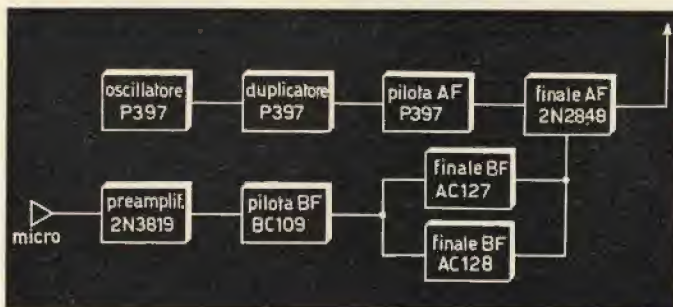 oscillatore
P397
duplicatore
P397
pilota AF
P397
finale AF
2N2848
micro
preamplif.
2N3819
pilota BF
BC109
finale BF
AC127
finale BF
AC128